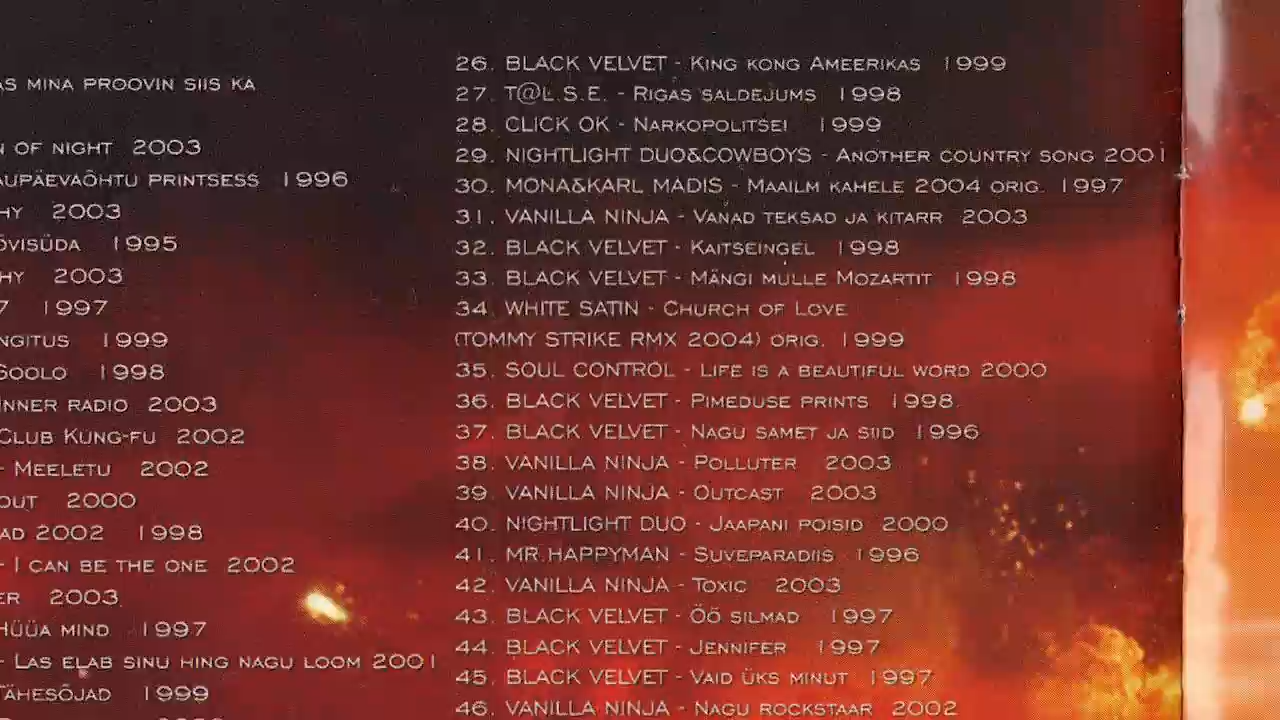 AS MINA PROOVIN SIIS KA
N OF NIGHT 2003
AUPÄEVAÕHTU PRINTSESS 1996
HY 2003
ÕVISÜDA 1995
HY 2003
7 1997
NGITUS 1999
SOOLO 1998
INNER RADIO 2003
CLUB KUNG-FU 2002
- MEELETU 2002
OUT 2000
AD 2002 1998
- I CAN BE THE ONE 2002
ER 2003
HÜÜA MIND 1997
- LAS ELAB SINU HING NAGU LOOM 2001
TÄHESÕJAD 1999
26. BLACK VELVET - KING KONG AMEERIKAS 1999
27. T@L.S.E. - RIGAS SALDEJUMS 1998
28. CLICK OK - NARKOPOLITSEI 1999
29. NIGHTLIGHT DUO&COWBOYS - ANOTHER COUNTRY SONG 2001
30. MONA&KARL MADIS - MAAILM KAHELE 2004 ORIG. 1997
31. VANILLA NINJA - VANAD TEKSAD JA KITARR 2003
32. BLACK VELVET - KAITSEINGEL 1998
33. BLACK VELVET - MÄNGI MULLE MOZARTIT 1998
34. WHITE SATIN - CHURCH OF LOVE
(TOMMY STRIKE RMX 2004) ORIG. 1999
35. SOUL CONTROL - LIFE IS A BEAUTIFUL WORD 2000
36. BLACK VELVET - PIMEDUSE PRINTS 1998
37. BLACK VELVET - NAGU SAMET JA SIID 1996
38. VANILLA NINJA - POLLUTER 2003
39. VANILLA NINJA - OUTCAST 2003
40. NIGHTLIGHT DUO - JAAPANI POISID 2000
41. MR.HAPPYMAN - SUVEPARADIIS 1996
42. VANILLA NINJA - TOXIC 2003
43. BLACK VELVET - ÖÖ SILMAD 1997
44. BLACK VELVET - JENNIFER 1997
45. BLACK VELVET - VAID ÜKS MINUT 1997
46. VANILLA NINJA - NAGU ROCKSTAAR 2002